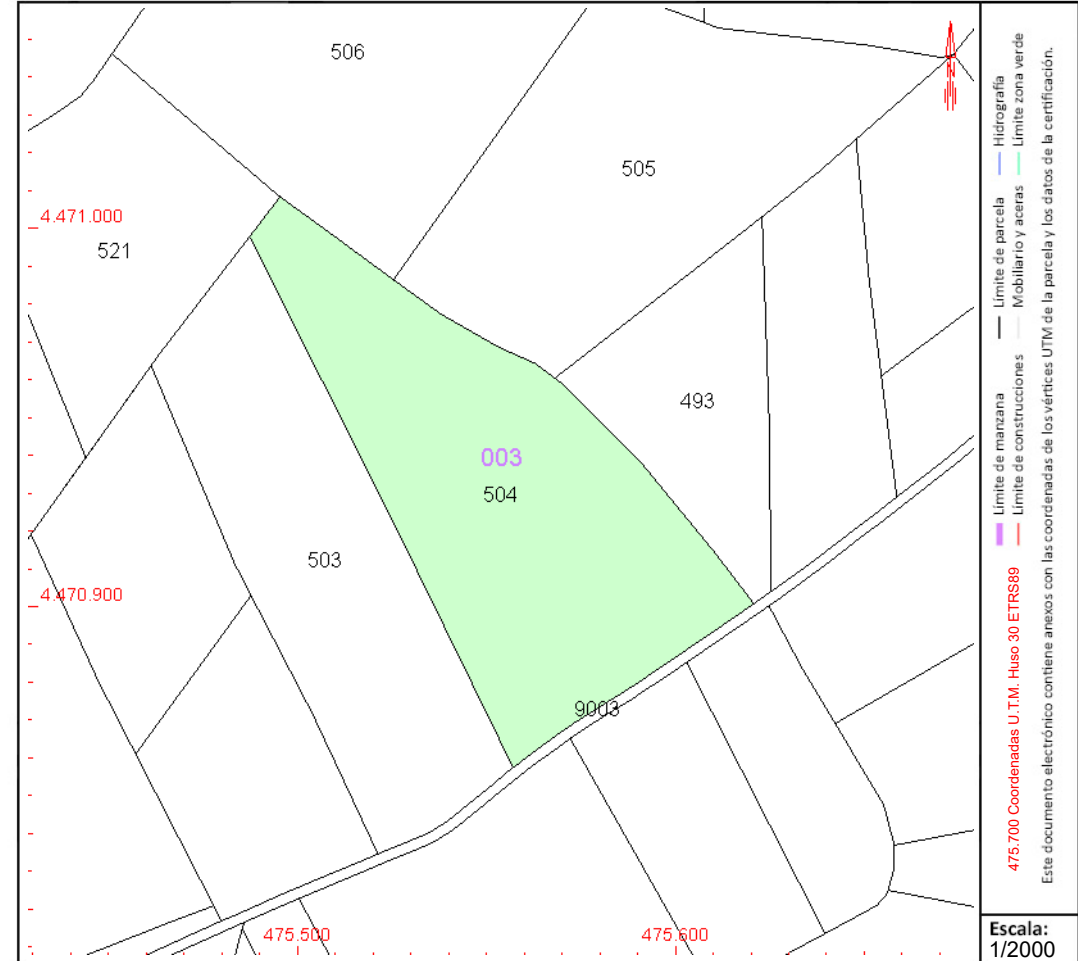 506
505
4.471.000
521
493
003
504
503
4.470.900
9003
475.500
475.600
N
Hidrografía
Límite zona verde
Límite de parcela
Mobiliario y aceras
Límite de manzana
Límite de construcciones
475.700 Coordenadas U.T.M. Huso 30 ETRS89
Este documento electrónico contiene anexos con las coordenadas de los vértices UTM de la parcela y los datos de la certificación.
Escala:
1/2000